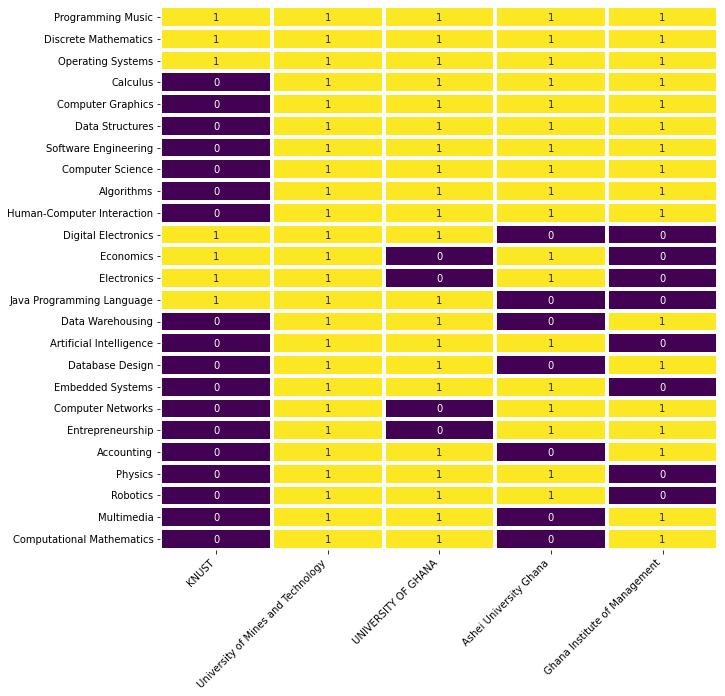 Programming Music 1 1 1 1 1
Discrete Mathematics 1 1 1 1 1
Operating Systems 1 1 1 1 1
Calculus 0 1 1 1 1
Computer Graphics 0 1 1 1 1
Data Structures 0 1 1 1 1
Software Engineering 0 1 1 1 1
Computer Science 0 1 1 1 1
Algorithms 0 1 1 1 1
Human-Computer Interaction 0 1 1 1 1
Digital Electronics 1 1 1 0 0
Economics 1 1 0 1 0
Electronics 1 1 0 1 0
Java Programming Language 1 1 1 0 0
Data Warehousing 0 1 1 0 1
Artificial Intelligence 0 1 1 1 0
Database Design 0 1 1 0 1
Embedded Systems 0 1 1 1 0
Computer Networks 0 1 0 1 1
Entrepreneurship 0 1 0 1 1
Accounting 0 1 1 0 1
Physics 0 1 1 1 0
Robotics 0 1 1 1 0
Multimedia 0 1 1 0 1
Computational Mathematics 0 1 1 0 1
KNUST
University of Mines and Technology
UNIVERSITY OF GHANA
Ashei University Ghana
Ghana Institute of Management